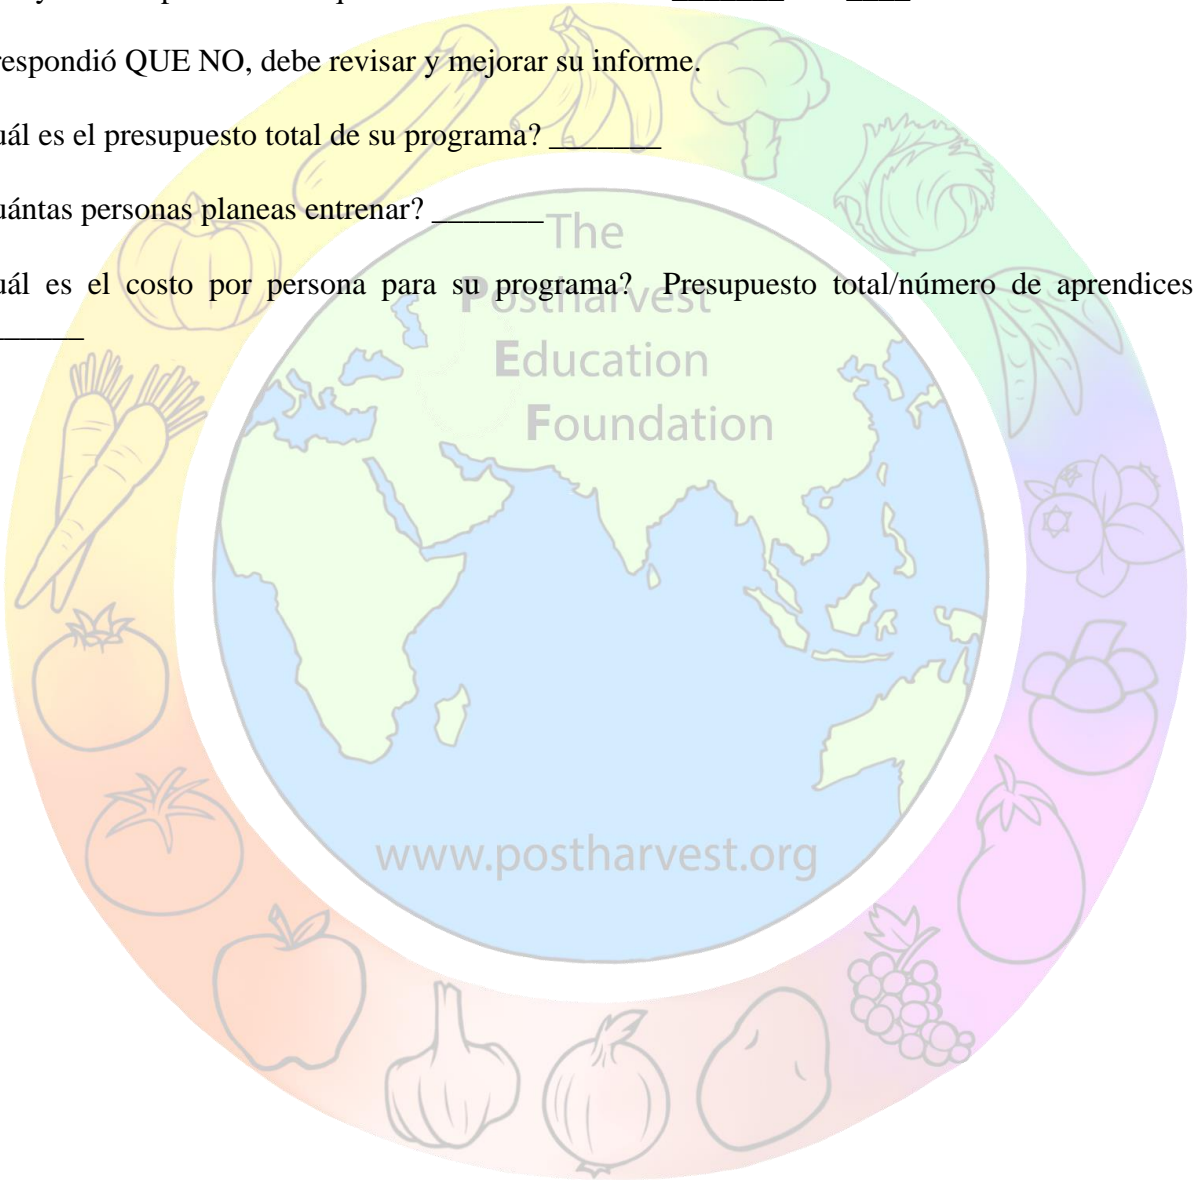 respondió QUE NO, debe revisar y mejorar su informe.
uál es el presupuesto total de su programa? _______
uántas personas planeas entrenar? _______
uál es el costo por persona para su programa? Presupuesto total/número de aprendices
______
The
Postharvest
Education
Foundation
www.postharvest.org